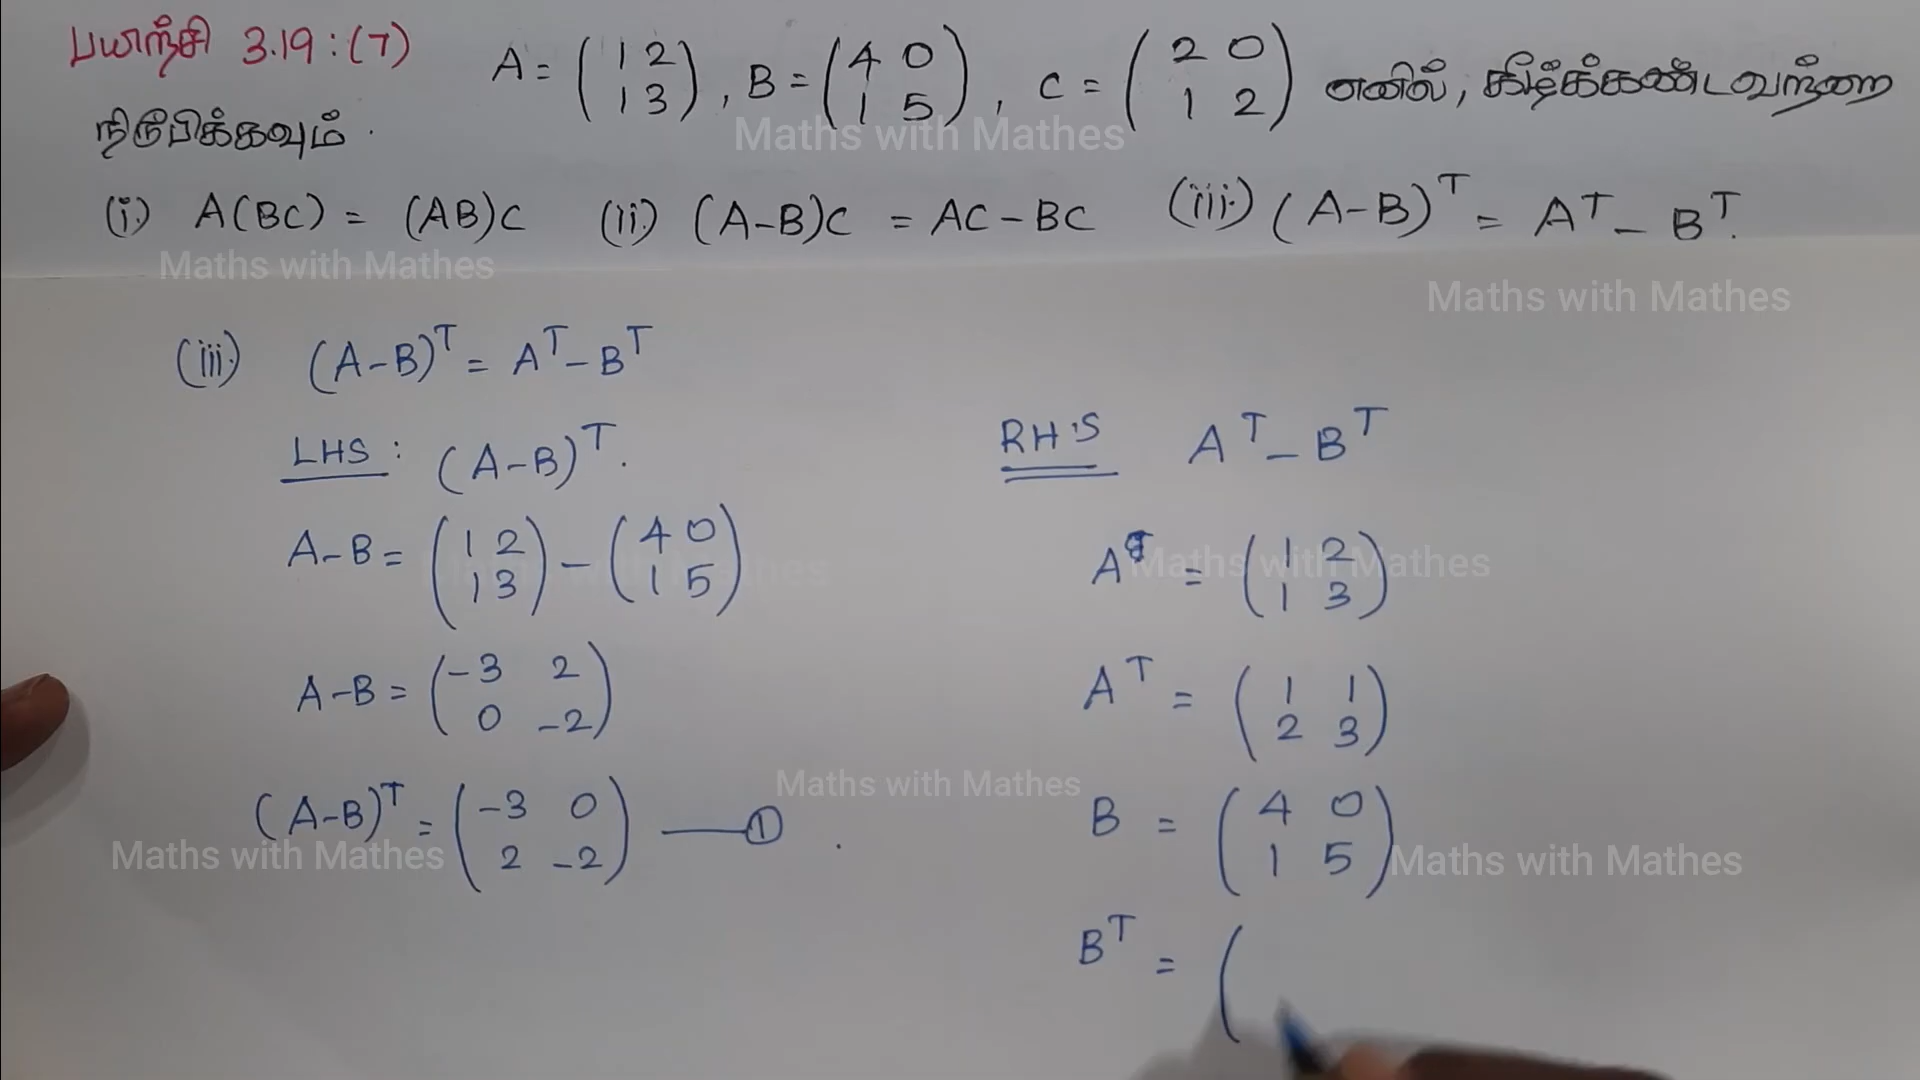 பயிற்சி 3.19 : (7) A = ( 1 2 1 3 ) , B = ( 4 0 1 5 ) , C = ( 2 0 1 2 ) எனில், கீழ்க்கண்டவற்றை
நிரூபிக்கவும் .
Maths with Mathes
(i) A(BC) = (AB)C (ii) (A-B)C = AC - BC (iii) (A-B)ᵀ = Aᵀ - Bᵀ.
Maths with Mathes
Maths with Mathes
(iii) (A-B)ᵀ = Aᵀ - Bᵀ
LHS : (A-B)ᵀ.
A-B = ( 1 2 1 3 ) - ( 4 0 1 5 )
A-B = ( -3 2 0 -2 )
(A-B)ᵀ = ( -3 0 2 -2 ) —— ①
Maths with Mathes
Maths with Mathes
RHS Aᵀ - Bᵀ
A = ( 1 2 1 3 )
Maths with Mathes
Aᵀ = ( 1 1 2 3 )
B = ( 4 0 1 5 )
Maths with Mathes
Bᵀ = (